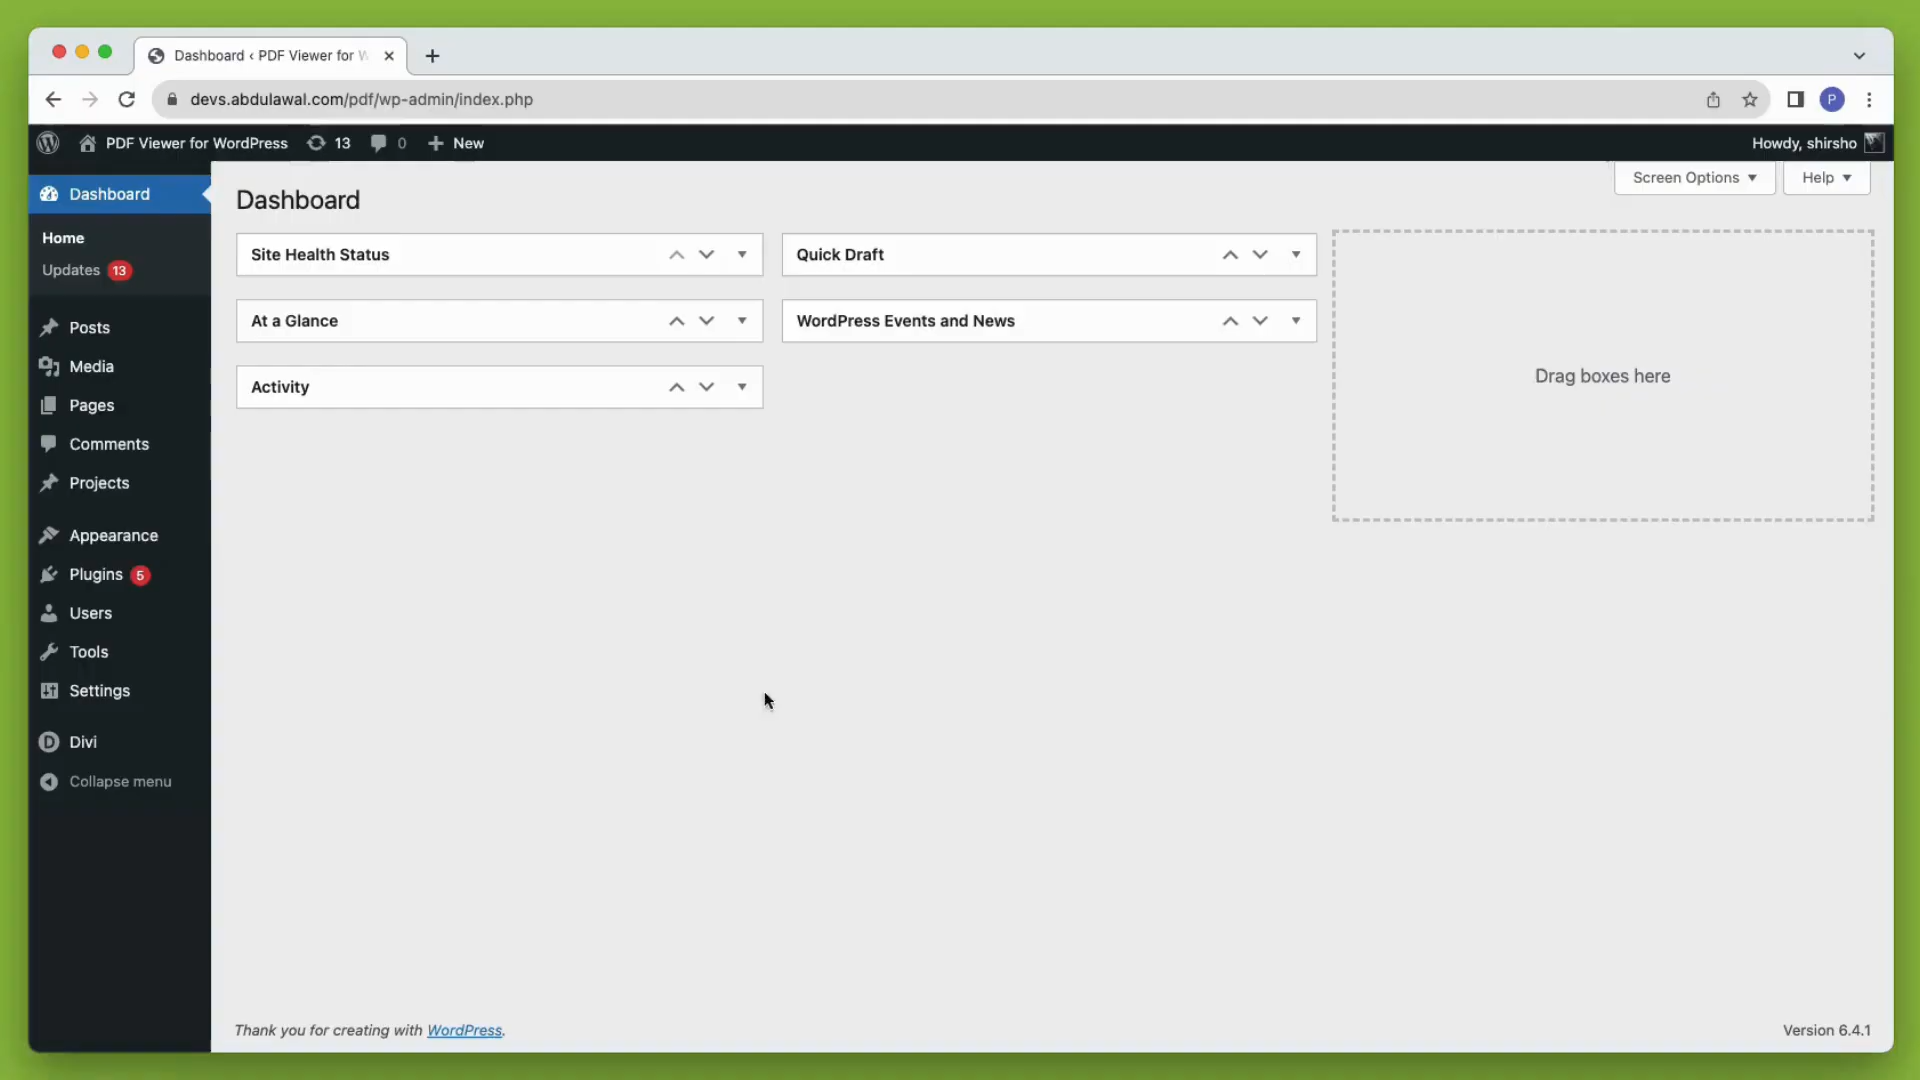 Dashboard ‹ PDF Viewer for W
devs.abdulawal.com/pdf/wp-admin/index.php
P
PDF Viewer for WordPress 13 0 New
Howdy, shirsho
Dashboard
Home
Updates 13
Posts
Media
Pages
Comments
Projects
Appearance
Plugins 5
Users
Tools
Settings
Divi
Collapse menu
Screen Options
Help
Dashboard
Site Health Status
At a Glance
Activity
Quick Draft
WordPress Events and News
Drag boxes here
Thank you for creating with WordPress.
Version 6.4.1